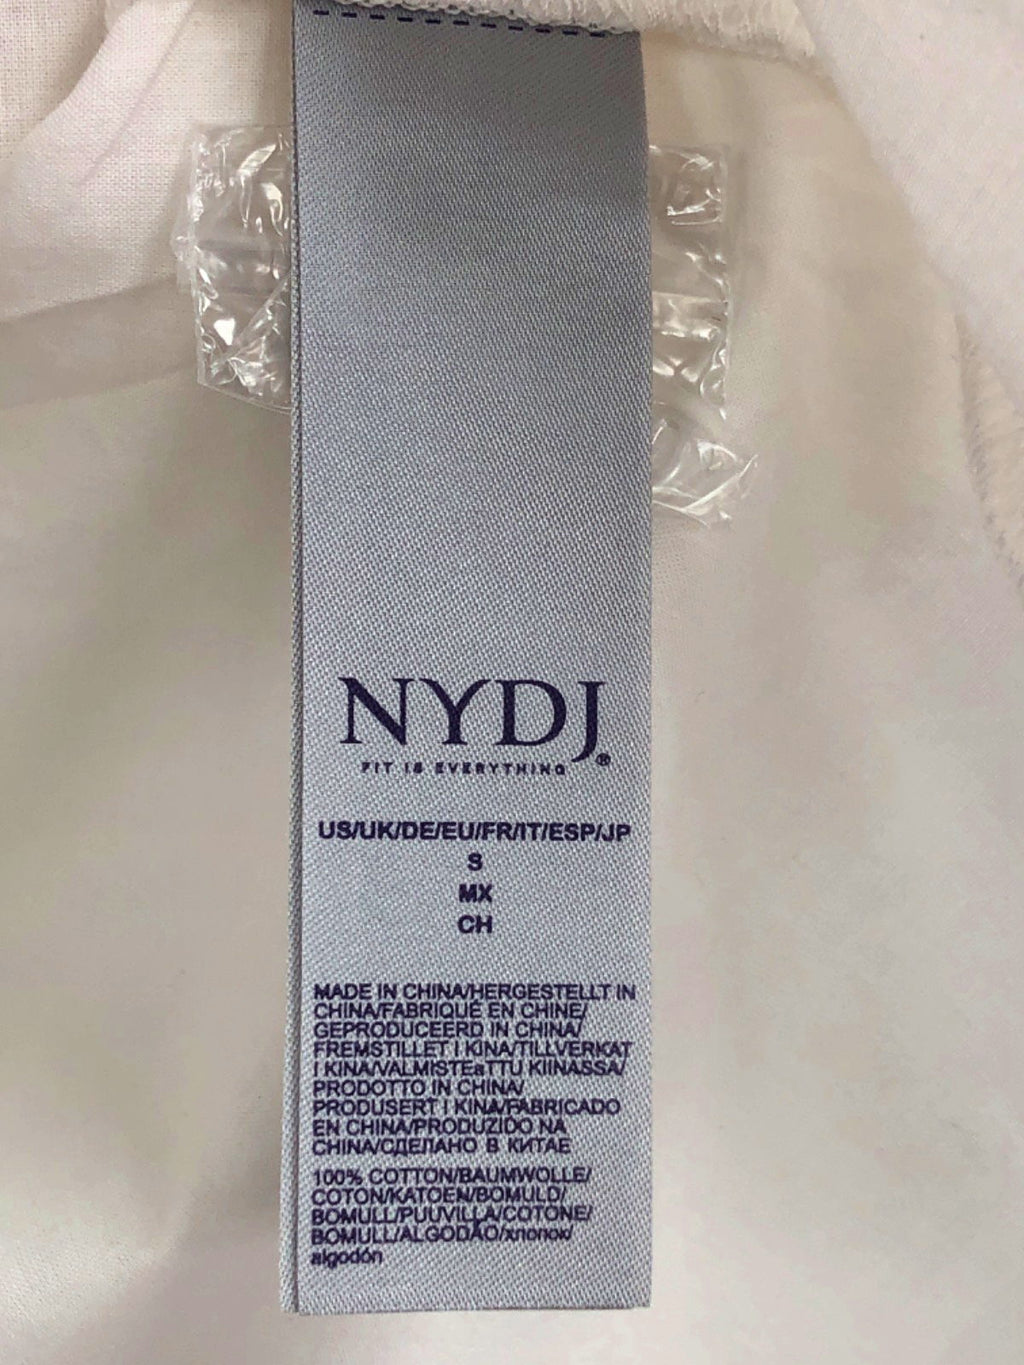 NYDJ®
FIT IS EVERYTHING
US/UK/DE/EU/FR/IT/ESP/JP
S
MX
CH
MADE IN CHINA/HERGESTELLT IN
CHINA/FABRIQUÉ EN CHINE/
GEPRODUCEERD IN CHINA/
FREMSTILLET I KINA/TILLVERKAT
I KINA/VALMISTEaTTU KIINASSA/
PRODOTTO IN CHINA/
PRODUSERT I KINA/FABRICADO
EN CHINA/PRODUZIDO NA
CHINA/СДЕЛАНО В КИТАЕ
100% COTTON/BAUMWOLLE/
COTON/KATOEN/BOMULD/
BOMULL/PUUVILLA/COTONE/
BOMULL/ALGODÃO/хлопок/
algodón